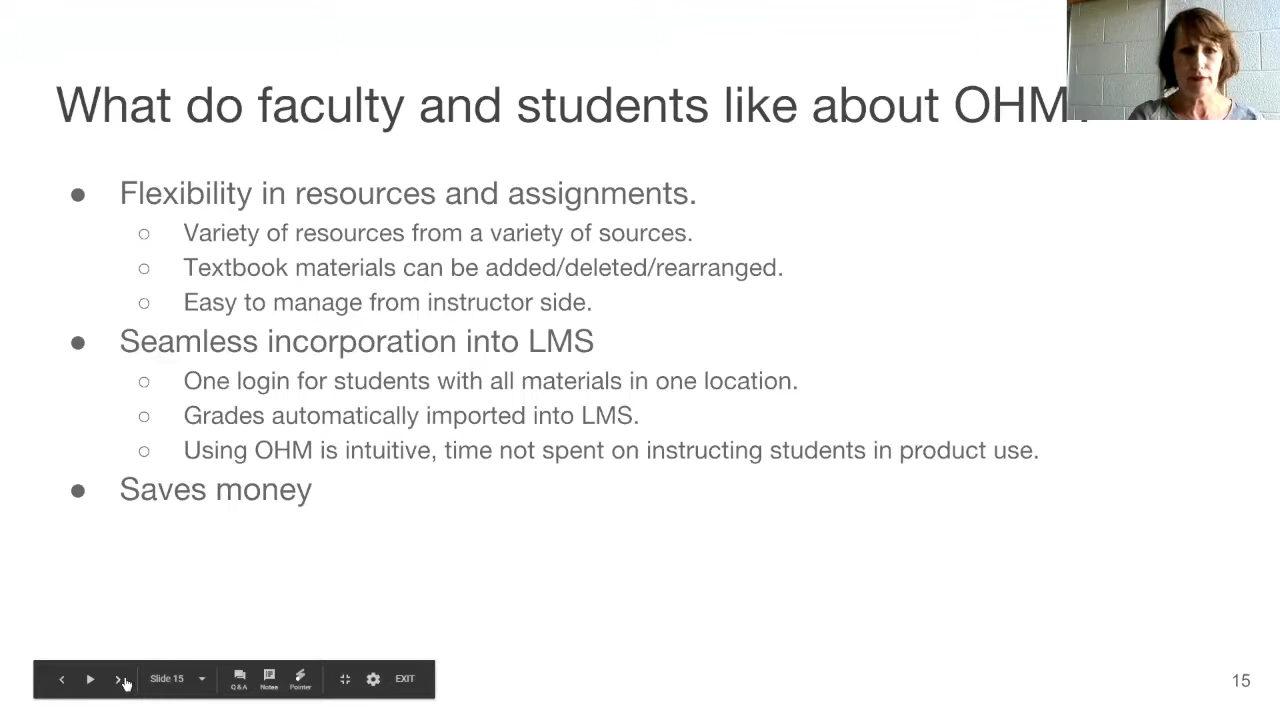 What do faculty and students like about OHM?
● Flexibility in resources and assignments.
○ Variety of resources from a variety of sources.
○ Textbook materials can be added/deleted/rearranged.
○ Easy to manage from instructor side.
● Seamless incorporation into LMS
○ One login for students with all materials in one location.
○ Grades automatically imported into LMS.
○ Using OHM is intuitive, time not spent on instructing students in product use.
● Saves money
Slide 15
Q&A
Notes
Pointer
EXIT
15